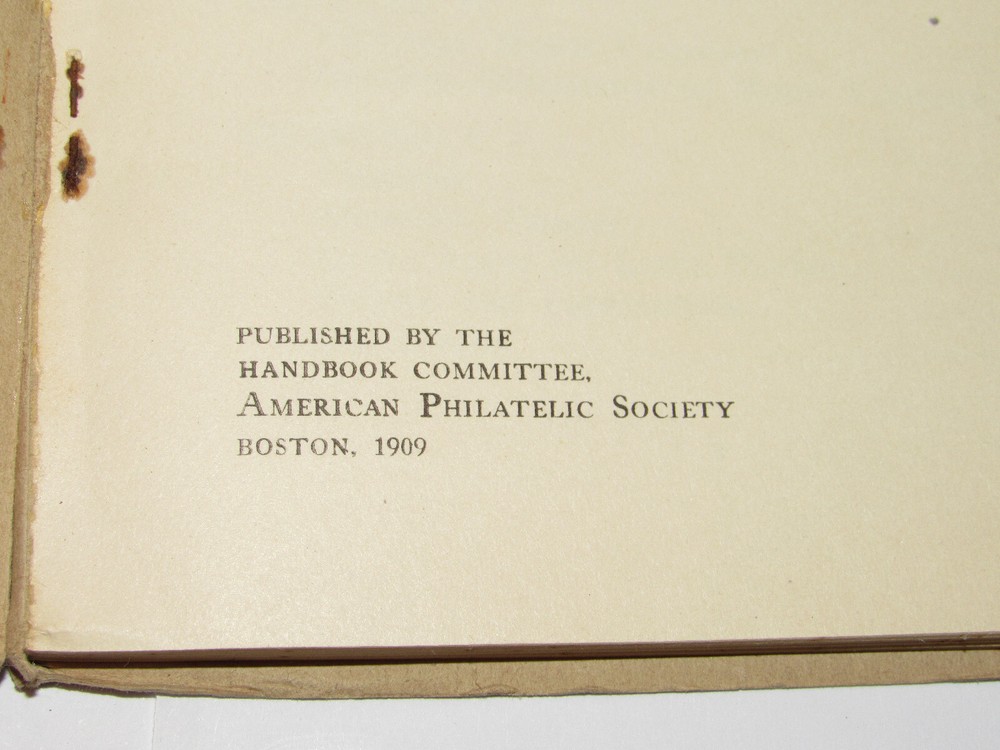 PUBLISHED BY THE
HANDBOOK COMMITTEE,
AMERICAN PHILATELIC SOCIETY
BOSTON, 1909